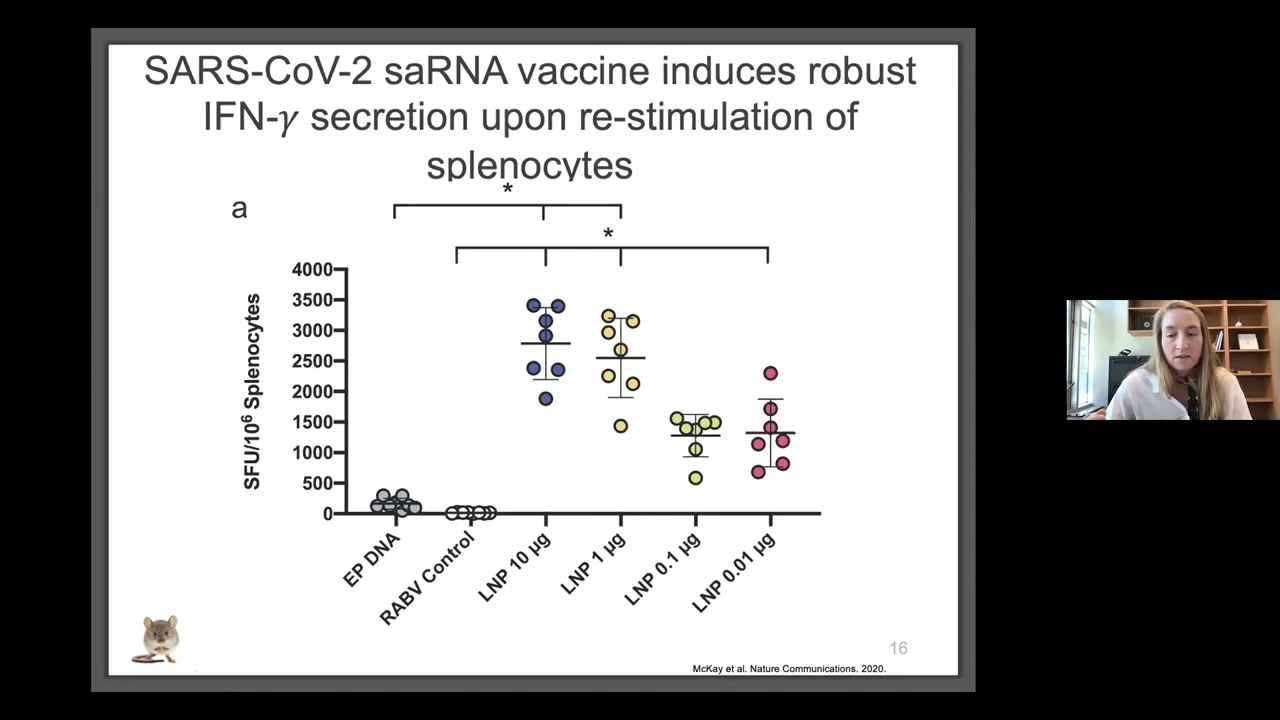 SARS-CoV-2 saRNA vaccine induces robust
IFN-γ secretion upon re-stimulation of
splenocytes
*
a
*
4000
3500
3000
2500
2000
1500
1000
500
0
SFU/10⁶ Splenocytes
EP DNA
RABV Control
LNP 10 µg
LNP 1 µg
LNP 0.1 µg
LNP 0.01 µg
16
McKay et al. Nature Communications. 2020.